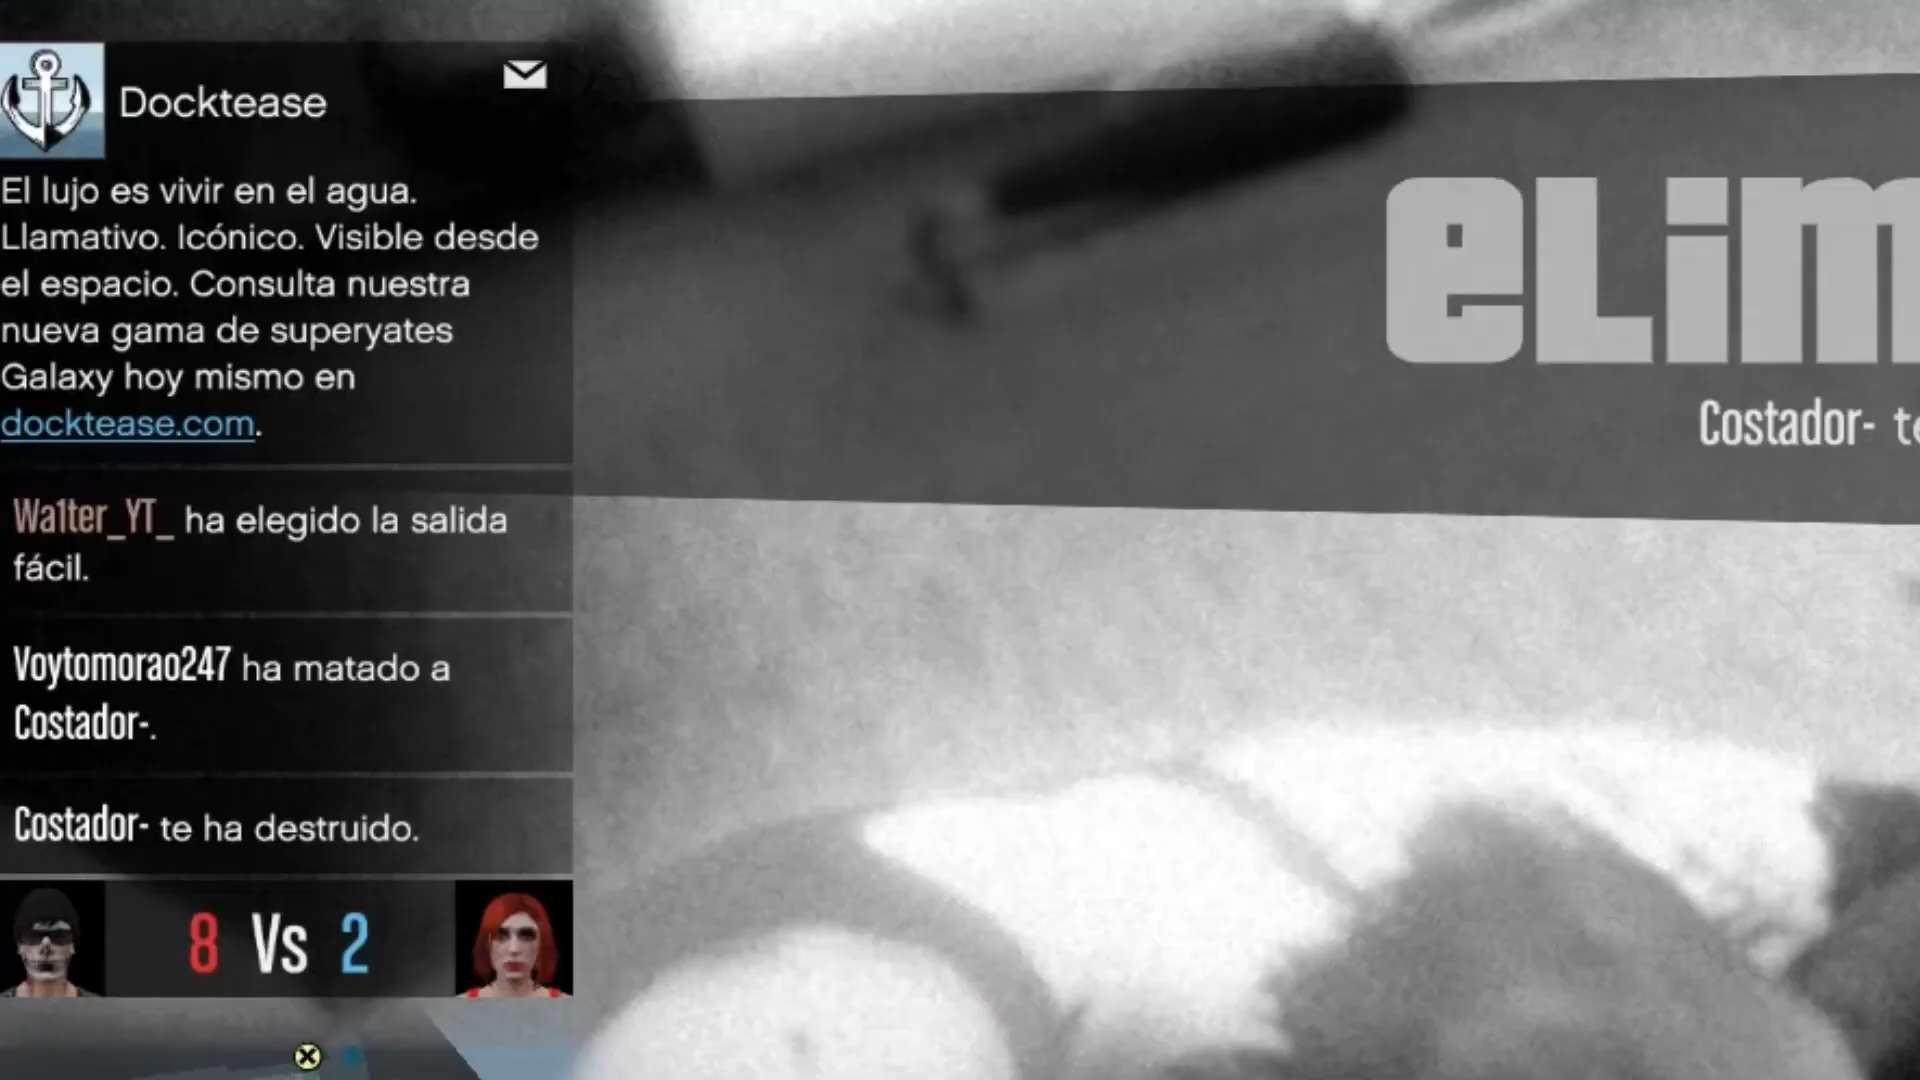 Docktease
El lujo es vivir en el agua.
Llamativo. Icónico. Visible desde
el espacio. Consulta nuestra
nueva gama de superyates
Galaxy hoy mismo en
docktease.com.
Wa1ter_YT_ ha elegido la salida
fácil.
Voytomorao247 ha matado a
Costador-.
Costador- te ha destruido.
8 Vs 2
eLim
Costador- te